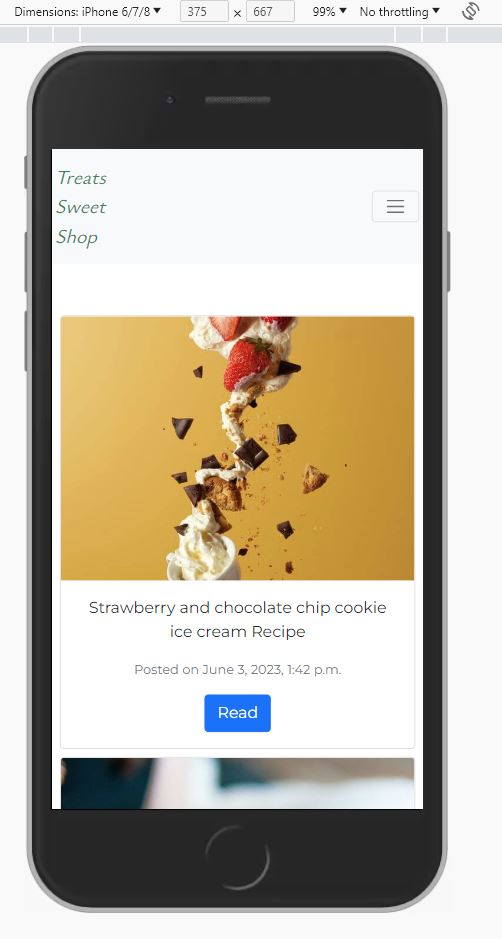 Dimensions: iPhone 6/7/8 ▼ 375 x 667 99% ▼ No throttling ▼
Treats
Sweet
Shop
Strawberry and chocolate chip cookie
ice cream Recipe
Posted on June 3, 2023, 1:42 p.m.
Read